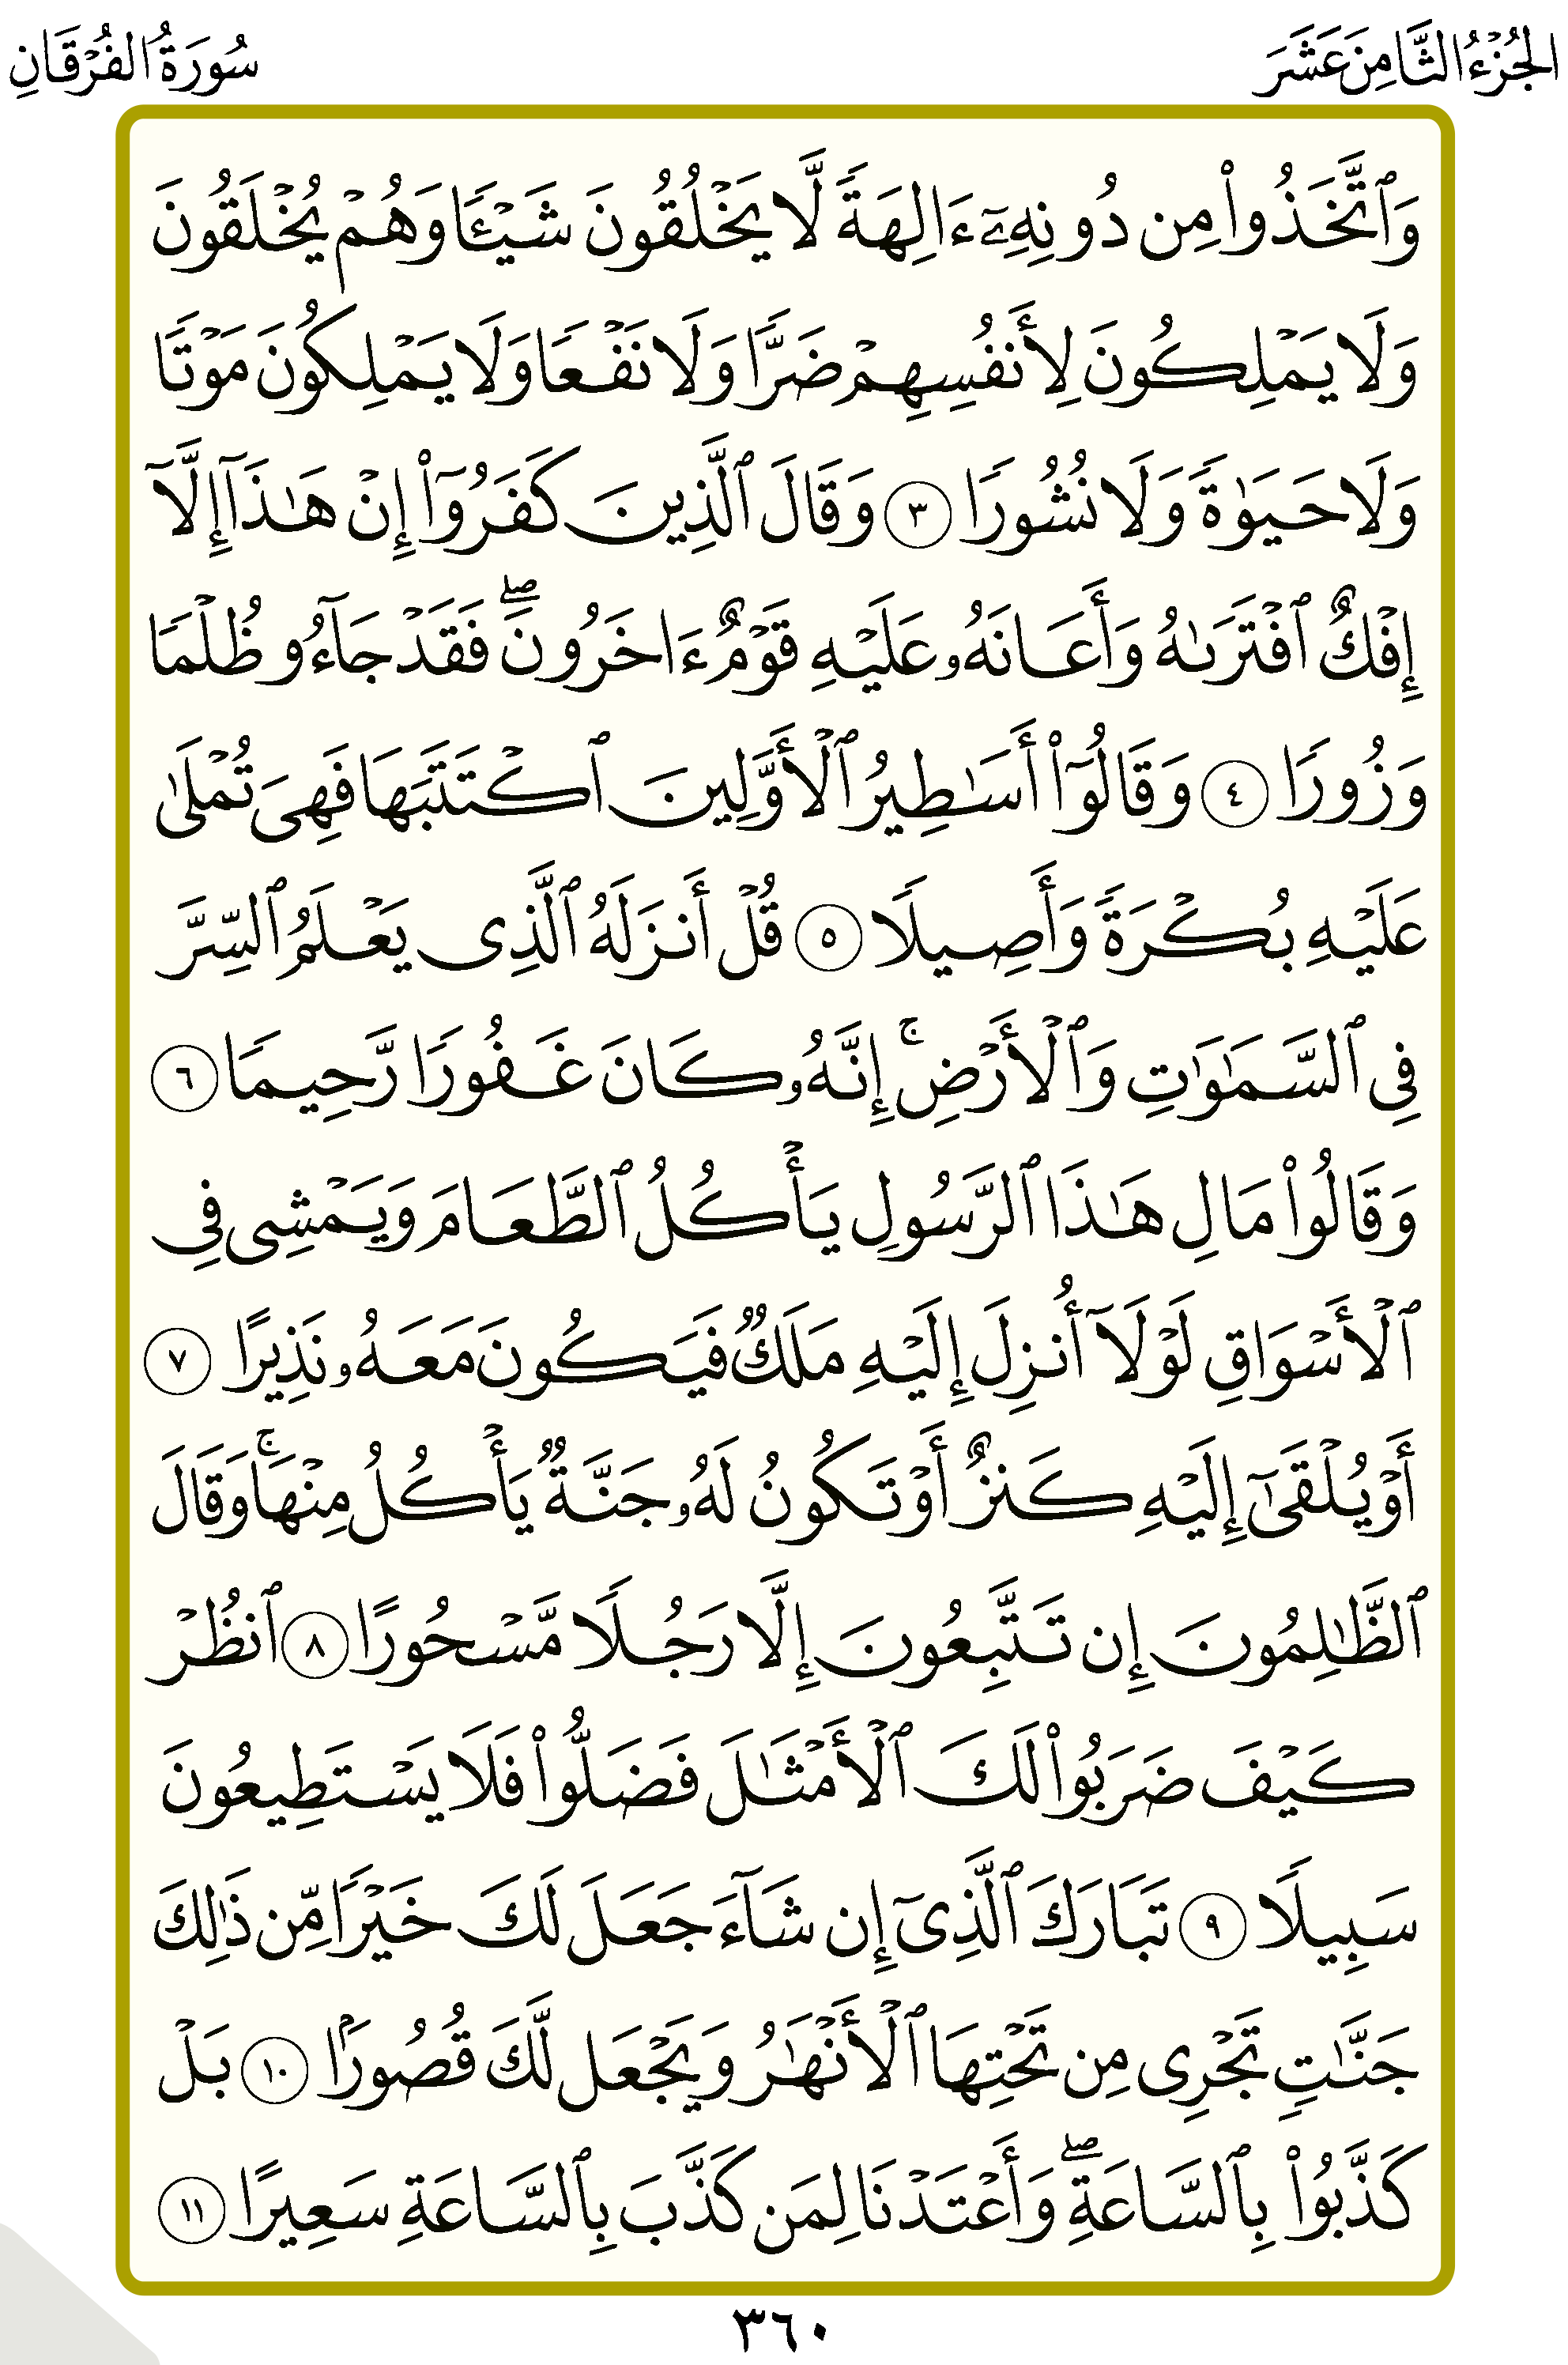 الجُزْءُ الثَّامِنَ عَشَرَ
سُورَةُ الفُرْقَانِ
وَٱتَّخَذُوا۟ مِن دُونِهِۦٓ ءَالِهَةً لَّا يَخْلُقُونَ شَيْـًٔا وَهُمْ يُخْلَقُونَ
وَلَا يَمْلِكُونَ لِأَنفُسِهِمْ ضَرًّا وَلَا نَفْعًا وَلَا يَمْلِكُونَ مَوْتًا
وَلَا حَيَوٰةً وَلَا نُشُورًا ٣ وَقَالَ ٱلَّذِينَ كَفَرُوٓا۟ إِنْ هَـٰذَآ إِلَّآ
إِفْكٌ ٱفْتَرَىٰهُ وَأَعَانَهُۥ عَلَيْهِ قَوْمٌ ءَاخَرُونَ ۖ فَقَدْ جَآءُو ظُلْمًا
وَزُورًا ٤ وَقَالُوٓا۟ أَسَـٰطِيرُ ٱلْأَوَّلِينَ ٱكْتَتَبَهَا فَهِىَ تُمْلَىٰ
عَلَيْهِ بُكْرَةً وَأَصِيلًا ٥ قُلْ أَنزَلَهُ ٱلَّذِى يَعْلَمُ ٱلسِّرَّ
فِى ٱلسَّمَـٰوَٰتِ وَٱلْأَرْضِ ۚ إِنَّهُۥ كَانَ غَفُورًا رَّحِيمًا ٦
وَقَالُوا۟ مَالِ هَـٰذَا ٱلرَّسُولِ يَأْكُلُ ٱلطَّعَامَ وَيَمْشِى فِى
ٱلْأَسْوَاقِ لَوْلَآ أُنزِلَ إِلَيْهِ مَلَكٌ فَيَكُونَ مَعَهُۥ نَذِيرًا ٧
أَوْ يُلْقَىٰٓ إِلَيْهِ كَنزٌ أَوْ تَكُونُ لَهُۥ جَنَّةٌ يَأْكُلُ مِنْهَا ۚ وَقَالَ
ٱلظَّـٰلِمُونَ إِن تَتَّبِعُونَ إِلَّا رَجُلًا مَّسْحُورًا ٨ ٱنظُرْ
كَيْفَ ضَرَبُوا۟ لَكَ ٱلْأَمْثَـٰلَ فَضَلُّوا۟ فَلَا يَسْتَطِيعُونَ
سَبِيلًا ٩ تَبَارَكَ ٱلَّذِىٓ إِن شَآءَ جَعَلَ لَكَ خَيْرًا مِّن ذَٰلِكَ
جَنَّـٰتٍ تَجْرِى مِن تَحْتِهَا ٱلْأَنْهَـٰرُ وَيَجْعَل لَّكَ قُصُورًۢا ١٠ بَلْ
كَذَّبُوا۟ بِٱلسَّاعَةِ ۖ وَأَعْتَدْنَا لِمَن كَذَّبَ بِٱلسَّاعَةِ سَعِيرًا ١١
٣٦٠